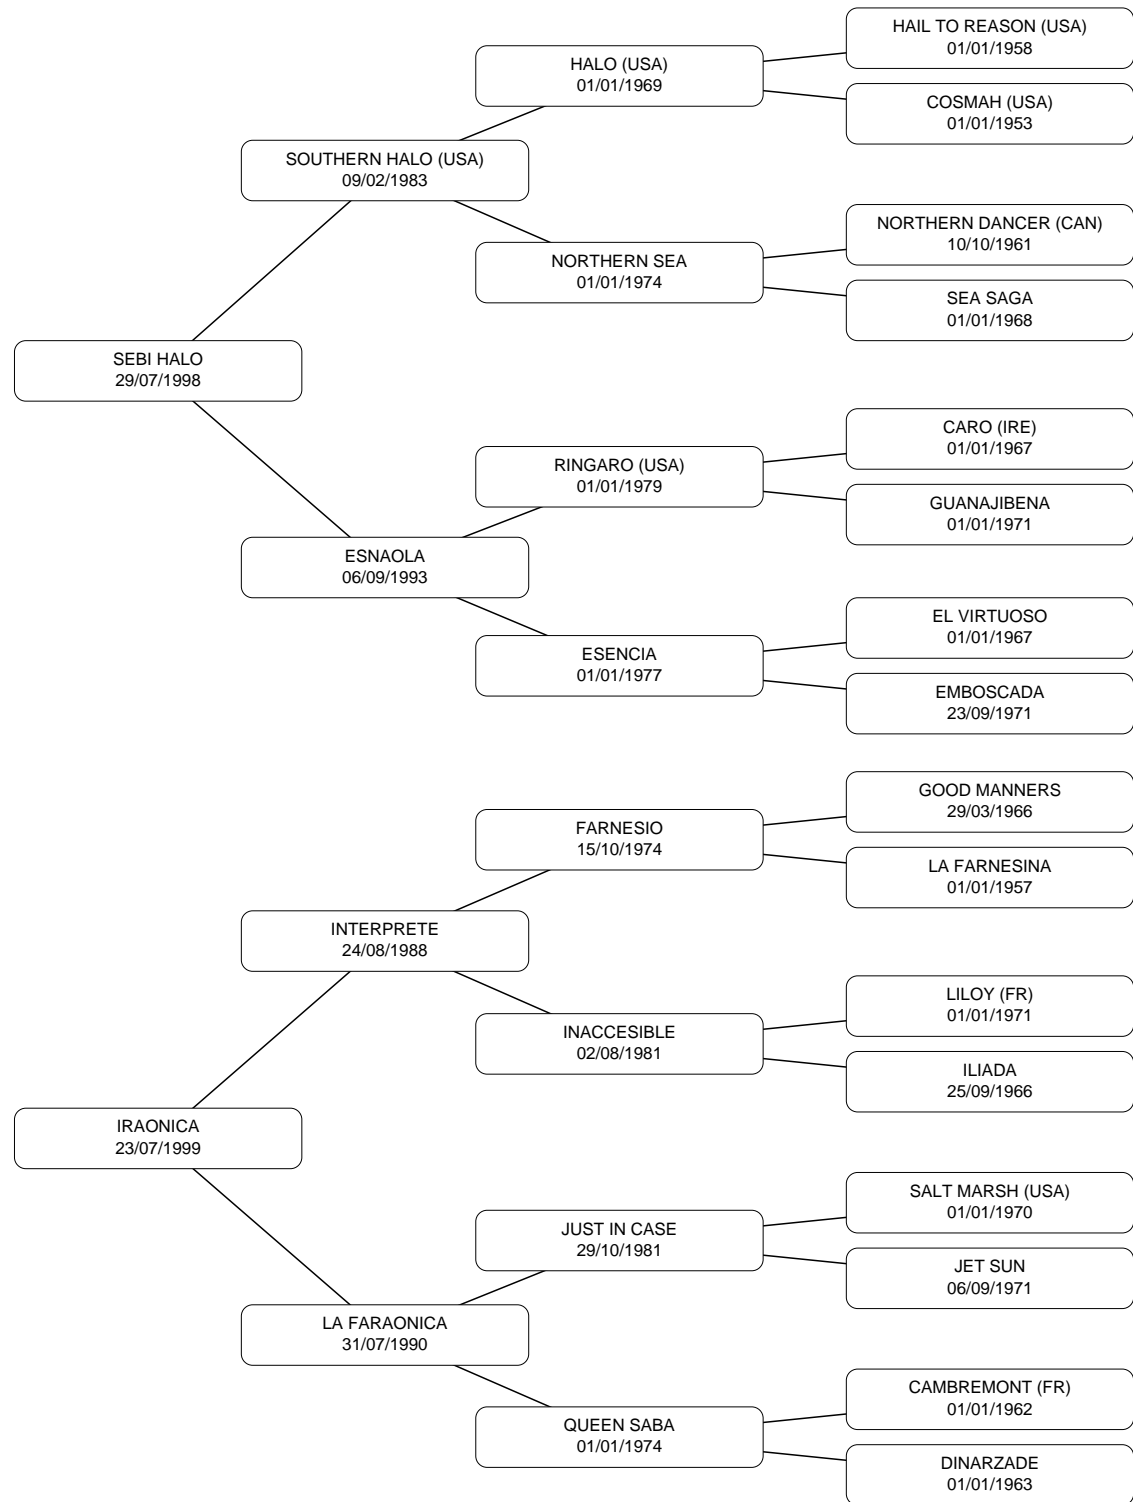 HAIL TO REASON (USA)
01/01/1958
HALO (USA)
01/01/1969
COSMAH (USA)
01/01/1953
SOUTHERN HALO (USA)
09/02/1983
NORTHERN DANCER (CAN)
10/10/1961
NORTHERN SEA
01/01/1974
SEA SAGA
01/01/1968
SEBI HALO
29/07/1998
CARO (IRE)
01/01/1967
RINGARO (USA)
01/01/1979
GUANAJIBENA
01/01/1971
ESNAOLA
06/09/1993
EL VIRTUOSO
01/01/1967
ESENCIA
01/01/1977
EMBOSCADA
23/09/1971
GOOD MANNERS
29/03/1966
FARNESIO
15/10/1974
LA FARNESINA
01/01/1957
INTERPRETE
24/08/1988
LILOY (FR)
01/01/1971
INACCESIBLE
02/08/1981
ILIADA
25/09/1966
IRAONICA
23/07/1999
SALT MARSH (USA)
01/01/1970
JUST IN CASE
29/10/1981
JET SUN
06/09/1971
LA FARAONICA
31/07/1990
CAMBREMONT (FR)
01/01/1962
QUEEN SABA
01/01/1974
DINARZADE
01/01/1963